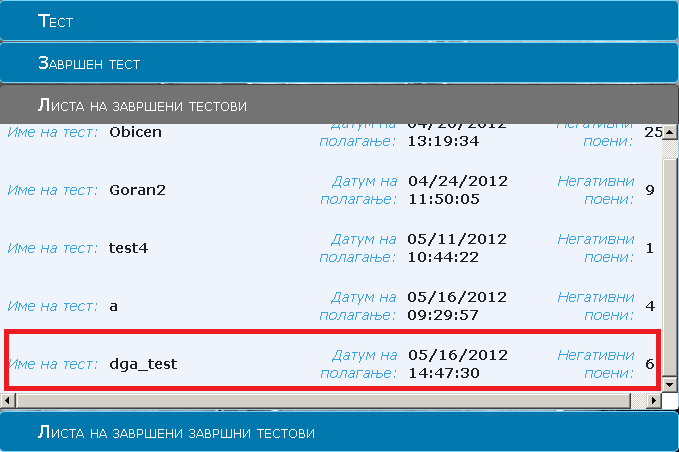 Тест
Завршен тест
Листа на завршени тестови
Име на тест: Obicen Датум на полагање: 04/20/2012 13:19:34 Негативни поени: 25
Име на тест: Goran2 Датум на полагање: 04/24/2012 11:50:05 Негативни поени: 9
Име на тест: test4 Датум на полагање: 05/11/2012 10:44:22 Негативни поени: 1
Име на тест: a Датум на полагање: 05/16/2012 09:29:57 Негативни поени: 4
Име на тест: dga_test Датум на полагање: 05/16/2012 14:47:30 Негативни поени: 6
Листа на завршени завршни тестови